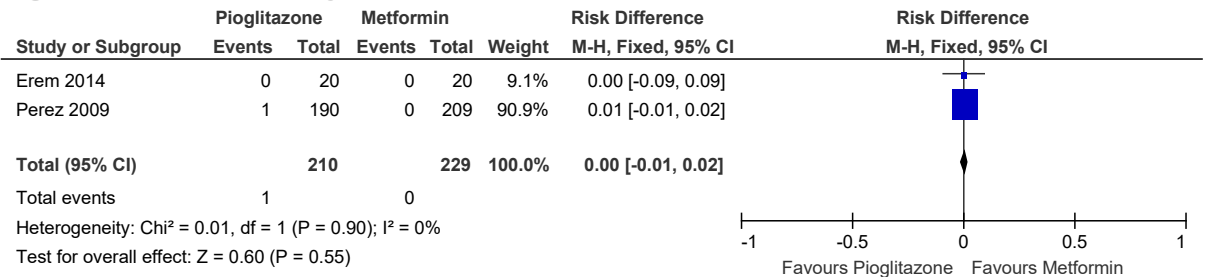 Pioglitazone Metformin Risk Difference Risk Difference
Study or Subgroup Events Total Events Total Weight M-H, Fixed, 95% CI M-H, Fixed, 95% CI
Erem 2014 0 20 0 20 9.1% 0.00 [-0.09, 0.09]
Perez 2009 1 190 0 209 90.9% 0.01 [-0.01, 0.02]
Total (95% CI) 210 229 100.0% 0.00 [-0.01, 0.02]
Total events 1 0
Heterogeneity: Chi² = 0.01, df = 1 (P = 0.90); I² = 0%
Test for overall effect: Z = 0.60 (P = 0.55)
-1 -0.5 0 0.5 1
Favours Pioglitazone Favours Metformin